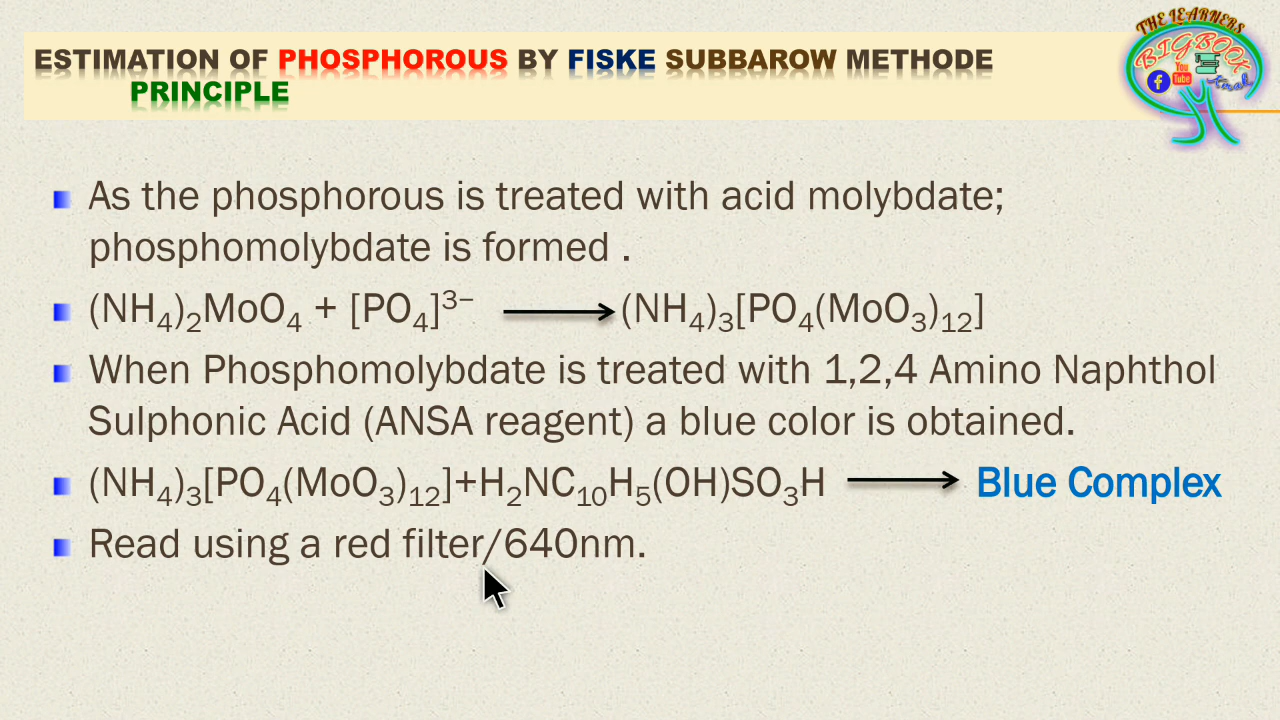 ESTIMATION OF PHOSPHOROUS BY FISKE SUBBAROW METHODE
PRINCIPLE
THE LEARNERS
BIGBOOK
You
Tube
As the phosphorous is treated with acid molybdate;
phosphomolybdate is formed .
(NH₄)₂MoO₄ + [PO₄]³⁻ ⟶ (NH₄)₃[PO₄(MoO₃)₁₂]
When Phosphomolybdate is treated with 1,2,4 Amino Naphthol
Sulphonic Acid (ANSA reagent) a blue color is obtained.
(NH₄)₃[PO₄(MoO₃)₁₂]+H₂NC₁₀H₅(OH)SO₃H ⟶ Blue Complex
Read using a red filter/640nm.